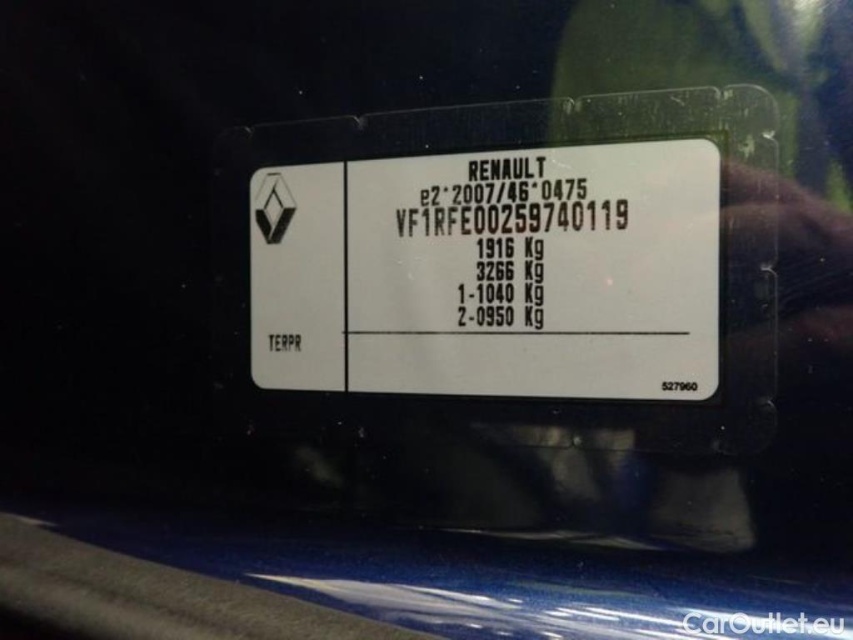 RENAULT
e2*2007/46*0475
VF1RFE00259740119
1916 Kg
3266 Kg
1-1040 Kg
2-0950 Kg
TERPR
527960
CarOutlet.eu